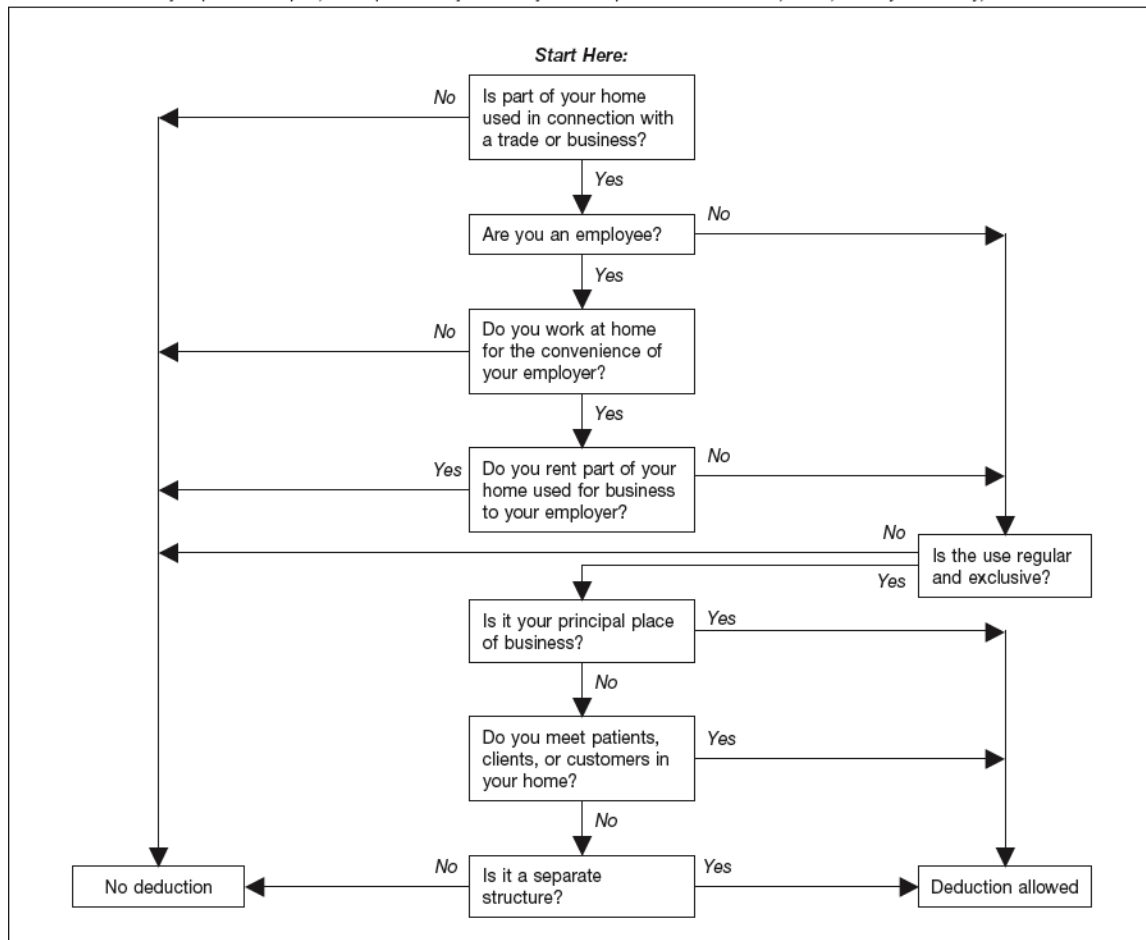 Start Here:
No
Is part of your home
used in connection with
a trade or business?
Yes
Are you an employee?
No
Yes
No
Do you work at home
for the convenience of
your employer?
Yes
Yes
Do you rent part of your
home used for business
to your employer?
No
No
Is the use regular
and exclusive?
Yes
Is it your principal place
of business?
Yes
No
Do you meet patients,
clients, or customers in
your home?
Yes
No
No deduction
No
Is it a separate
structure?
Yes
Deduction allowed